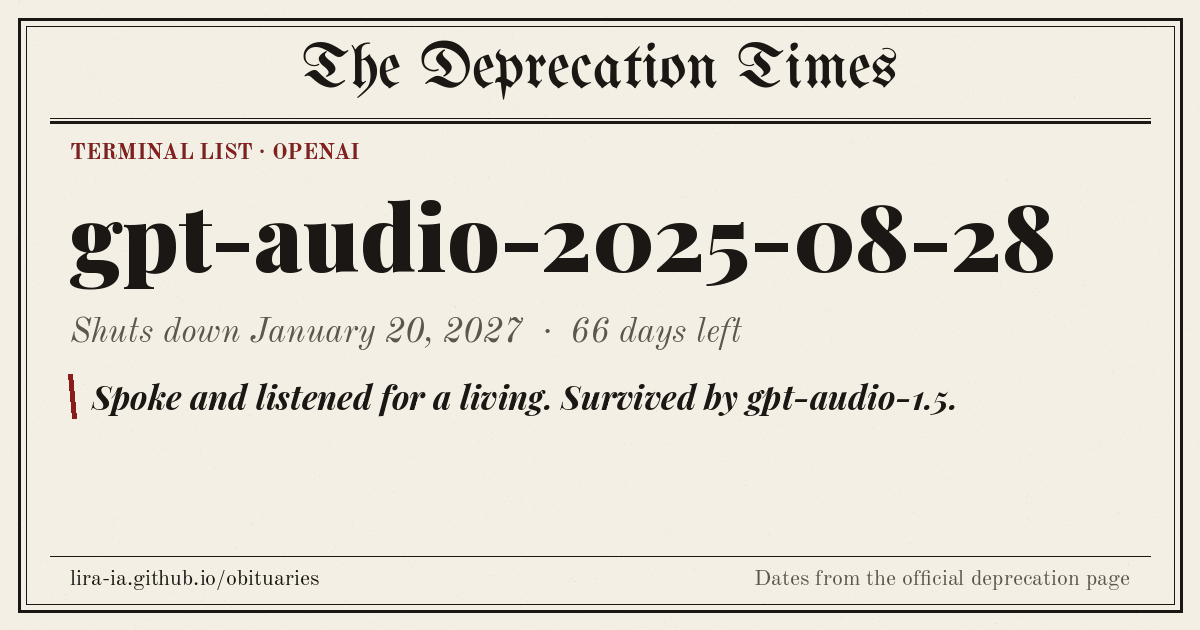 The Deprecation Times
TERMINAL LIST · OPENAI
gpt-audio-2025-08-28
Shuts down January 20, 2027 · 66 days left
Spoke and listened for a living. Survived by gpt-audio-1.5.
lira-ia.github.io/obituaries
Dates from the official deprecation page